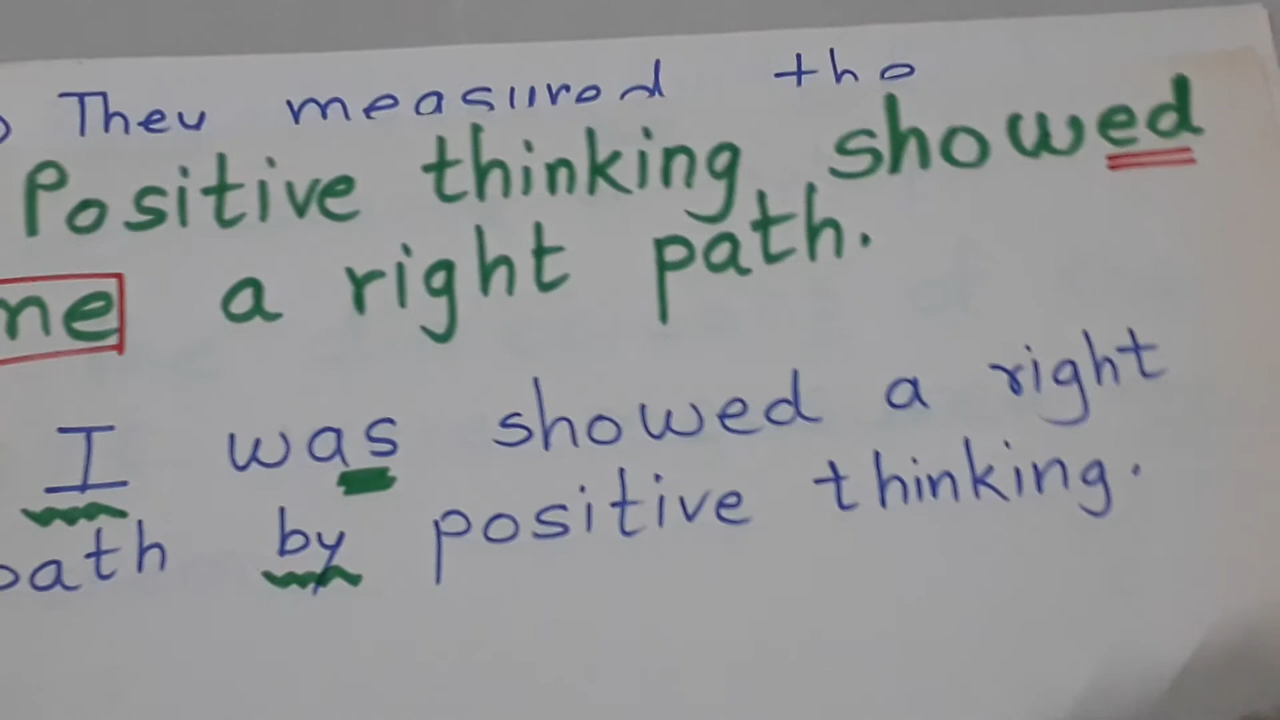 They measured the
Positive thinking showed
me a right path.
I was showed a right
path by positive thinking.